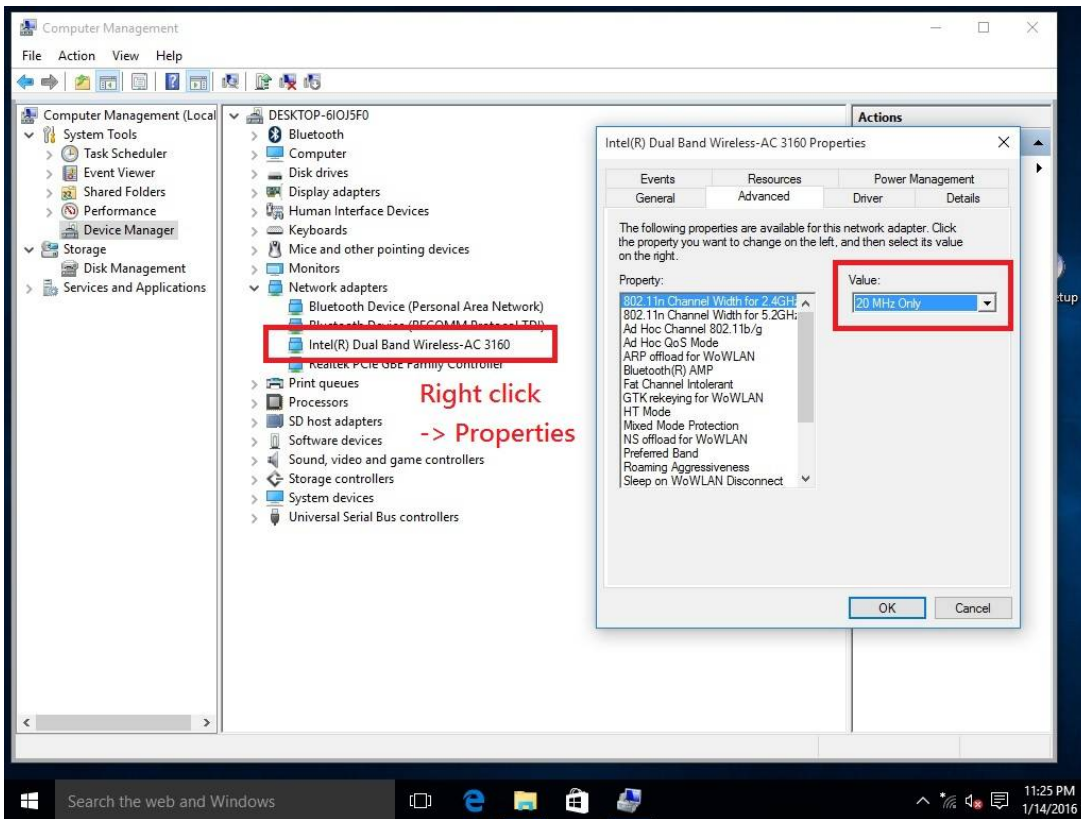 Computer Management
File Action View Help
Computer Management (Local
System Tools
Task Scheduler
Event Viewer
Shared Folders
Performance
Device Manager
Storage
Disk Management
Services and Applications
DESKTOP-6IOJ5F0
Bluetooth
Computer
Disk drives
Display adapters
Human Interface Devices
Keyboards
Mice and other pointing devices
Monitors
Network adapters
Bluetooth Device (Personal Area Network)
Bluetooth Device (RFCOMM Protocol TDI)
Intel(R) Dual Band Wireless-AC 3160
Realtek PCIe GBE Family Controller
Print queues
Processors
SD host adapters
Software devices
Sound, video and game controllers
Storage controllers
System devices
Universal Serial Bus controllers
Right click
-> Properties
Actions
Intel(R) Dual Band Wireless-AC 3160 Properties
Events Resources Power Management
General Advanced Driver Details
The following properties are available for this network adapter. Click
the property you want to change on the left, and then select its value
on the right.
Property:
802.11n Channel Width for 2.4GHz
802.11n Channel Width for 5.2GHz
Ad Hoc Channel 802.11b/g
Ad Hoc QoS Mode
ARP offload for WoWLAN
Bluetooth(R) AMP
Fat Channel Intolerant
GTK rekeying for WoWLAN
HT Mode
Mixed Mode Protection
NS offload for WoWLAN
Preferred Band
Roaming Aggressiveness
Sleep on WoWLAN Disconnect
Value:
20 MHz Only
OK Cancel
etup
Search the web and Windows
11:25 PM
1/14/2016